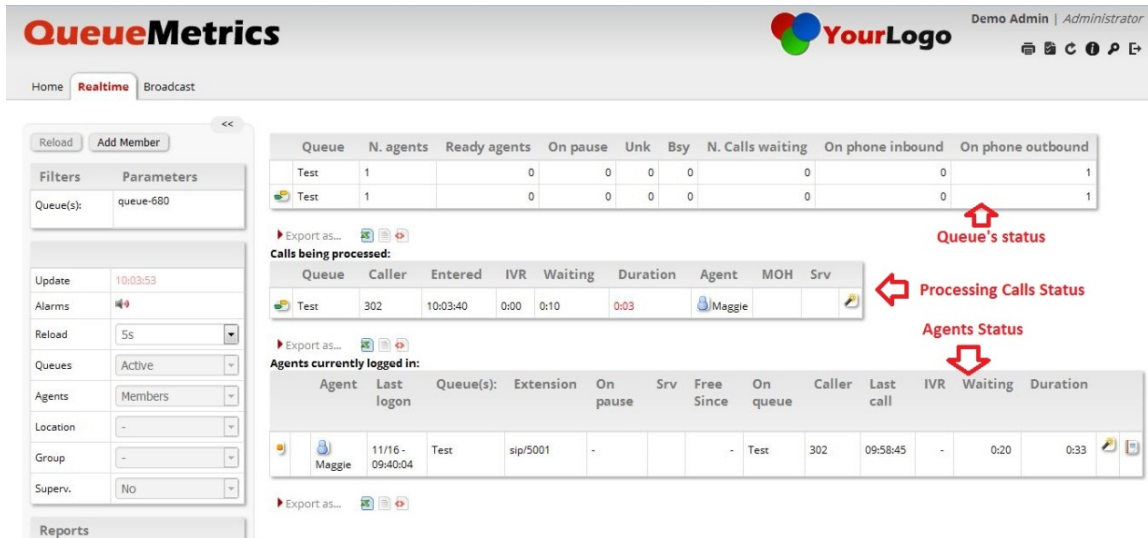 QueueMetrics
YourLogo
Demo Admin | Administrator
Home Realtime Broadcast
<<
Reload Add Member
Filters Parameters
Queue(s): queue-680
Update 10:03:53
Alarms
Reload 5s
Queues Active
Agents Members
Location -
Group -
Superv. No
Reports
Queue N. agents Ready agents On pause Unk Bsy N. Calls waiting On phone inbound On phone outbound
Test 1 0 0 0 0 0 0 1
Test 1 0 0 0 0 0 0 1
Queue's status
Export as...
Calls being processed:
Queue Caller Entered IVR Waiting Duration Agent MOH Srv
Test 302 10:03:40 0:00 0:10 0:03 Maggie
Processing Calls Status
Agents Status
Export as...
Agents currently logged in:
Agent Last logon Queue(s): Extension On pause Srv Free Since On queue Caller Last call IVR Waiting Duration
Maggie 11/16 - 09:40:04 Test sip/5001 - - Test 302 09:58:45 - 0:20 0:33
Export as...